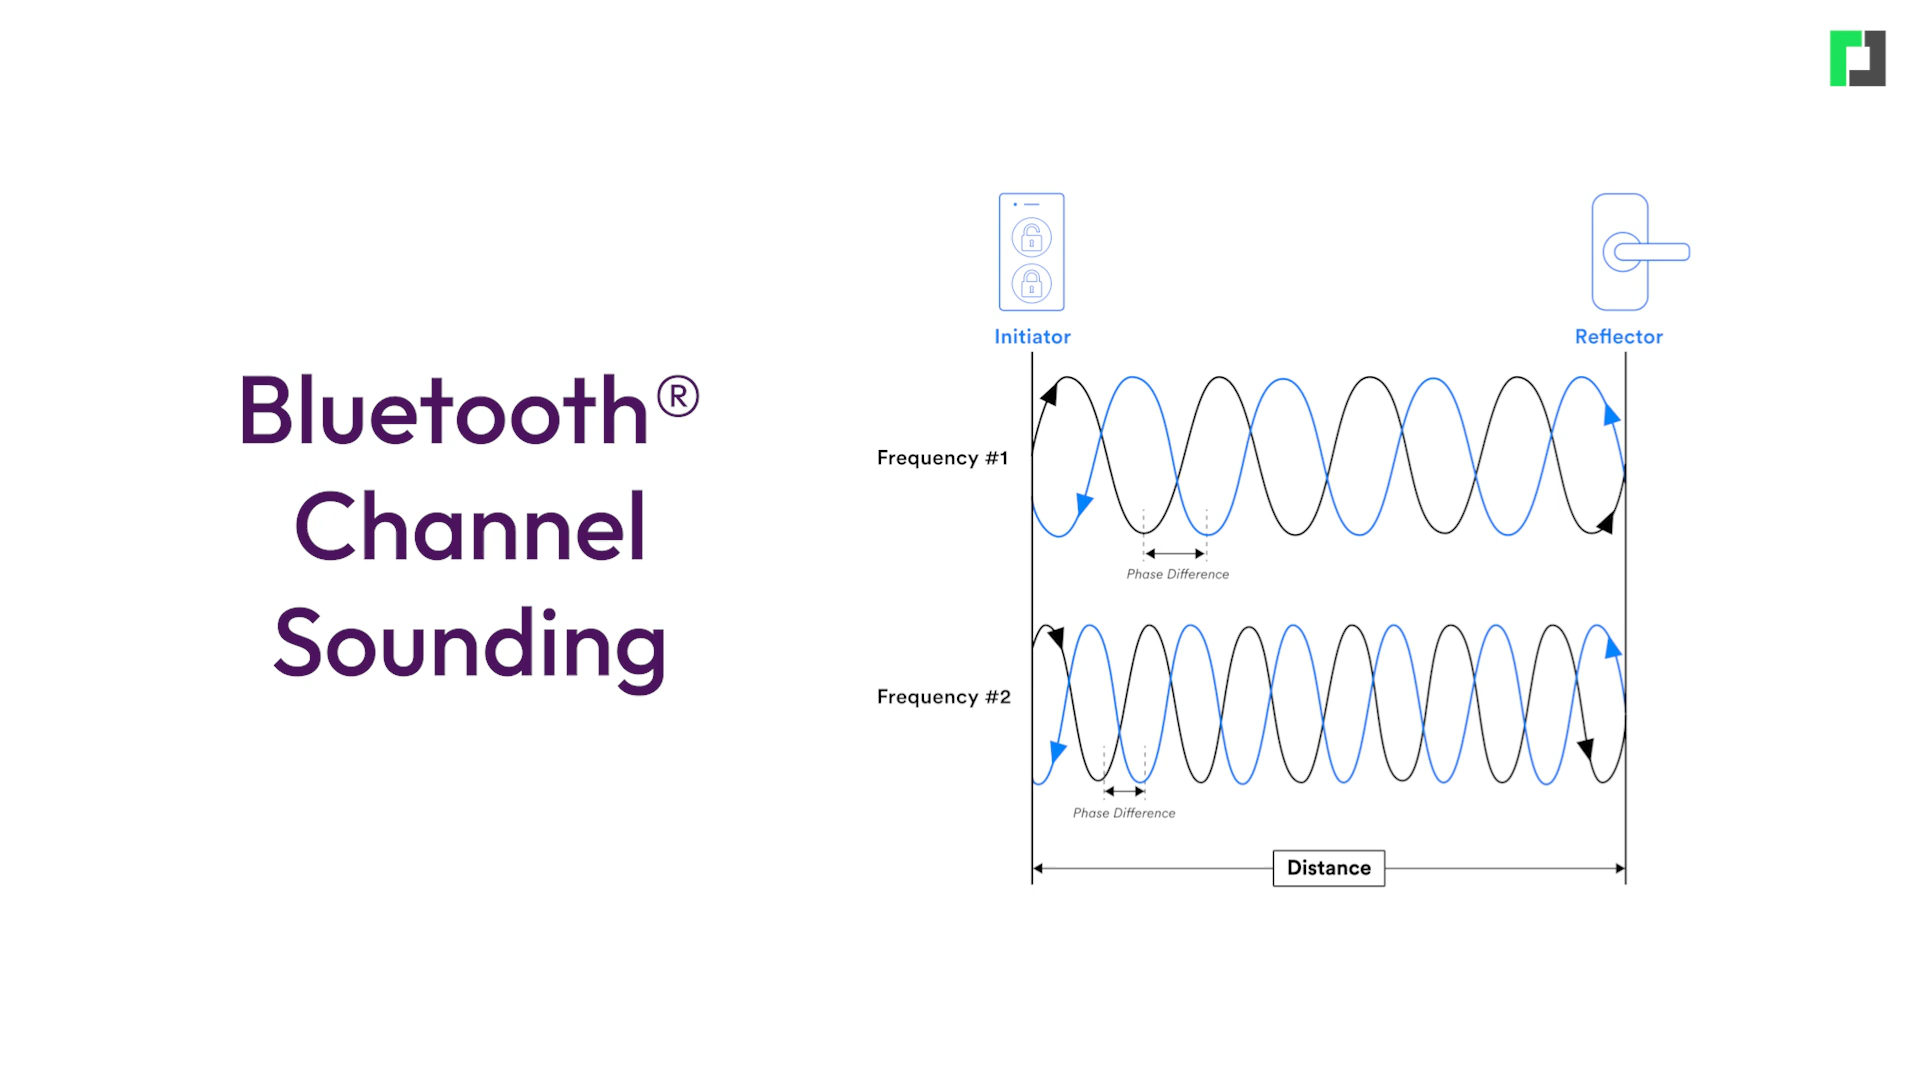 Bluetooth®
Channel
Sounding
Initiator
Reflector
Frequency #1
Phase Difference
Frequency #2
Phase Difference
Distance